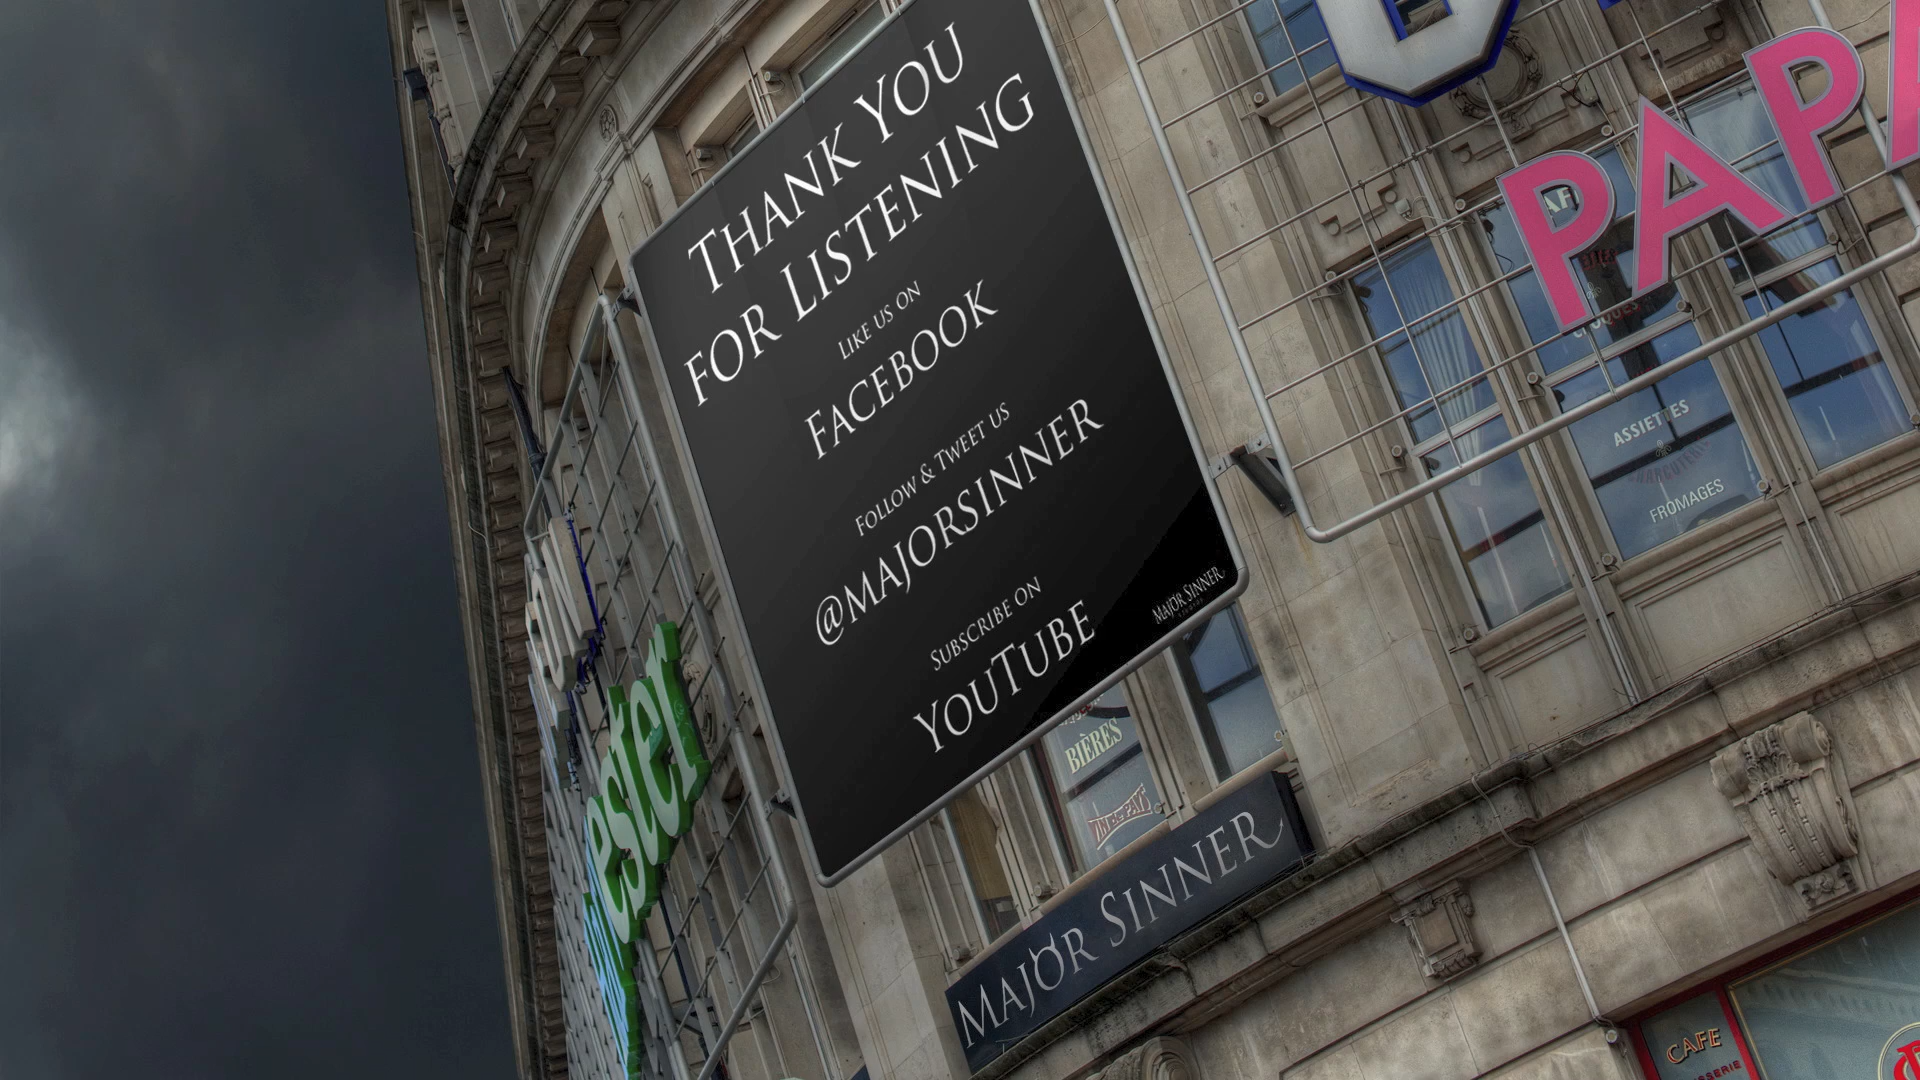 THANK YOU
FOR LISTENING
LIKE US ON
FACEBOOK
FOLLOW & TWEET US
@MAJORSINNER
SUBSCRIBE ON
YOUTUBE
MAJOR SINNER
MAJOR SINNER
PAPA
ASSIETTES
FROMAGES
BIÈRES
CAFE